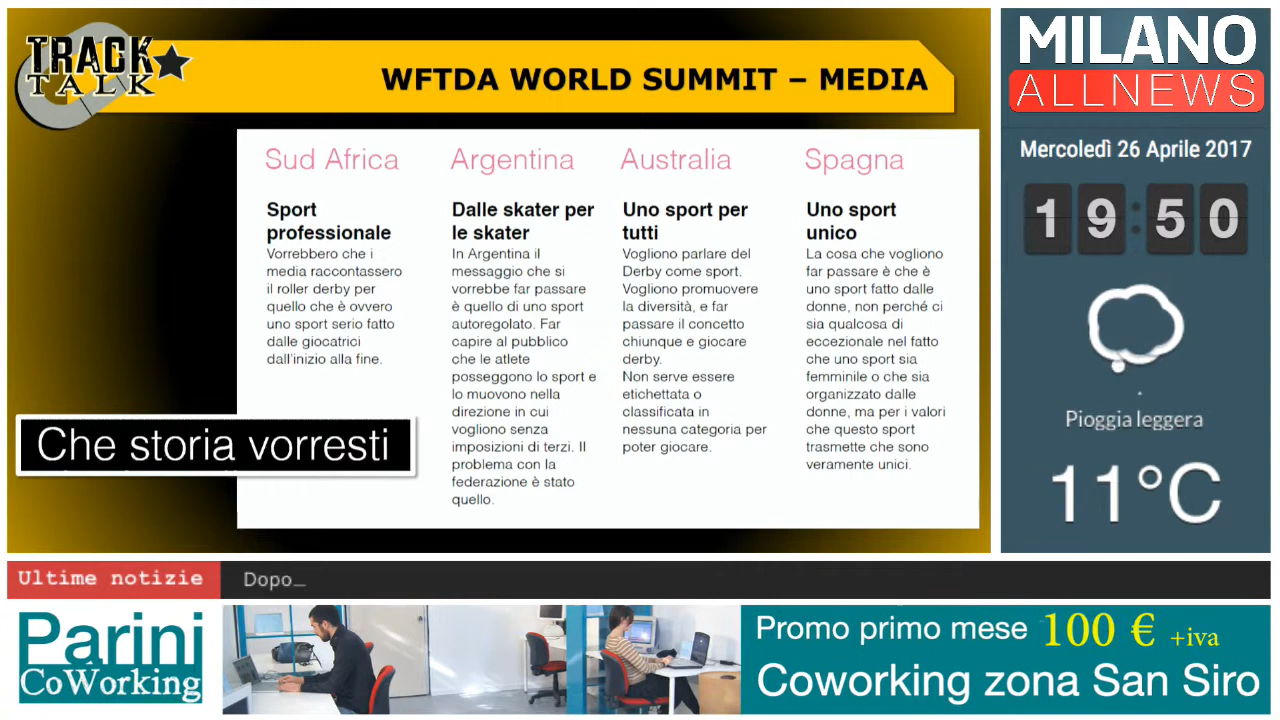 TRACK
TALK
WFTDA WORLD SUMMIT – MEDIA
Sud Africa
Sport
professionale
Vorrebbero che i
media raccontassero
il roller derby per
quello che è ovvero
uno sport serio fatto
dalle giocatrici
dall'inizio alla fine.
Argentina
Dalle skater per
le skater
In Argentina il
messaggio che si
vorrebbe far passare
è quello di uno sport
autoregolato. Far
capire al pubblico
che le atlete
posseggono lo sport e
lo muovono nella
direzione in cui
vogliono senza
imposizioni di terzi. Il
problema con la
federazione è stato
quello.
Australia
Uno sport per
tutti
Vogliono parlare del
Derby come sport.
Vogliono promuovere
la diversità, e far
passare il concetto
chiunque e giocare
derby.
Non serve essere
etichettata o
classificata in
nessuna categoria per
poter giocare.
Spagna
Uno sport
unico
La cosa che vogliono
far passare è che è
uno sport fatto dalle
donne, non perché ci
sia qualcosa di
eccezionale nel fatto
che uno sport sia
femminile o che sia
organizzato dalle
donne, ma per i valori
che questo sport
trasmette che sono
veramente unici.
Che storia vorresti
MILANO
ALLNEWS
Mercoledì 26 Aprile 2017
19:50
Pioggia leggera
11°C
Ultime notizie
Dopo_
Parini
CoWorking
Promo primo mese 100 € +iva
Coworking zona San Siro